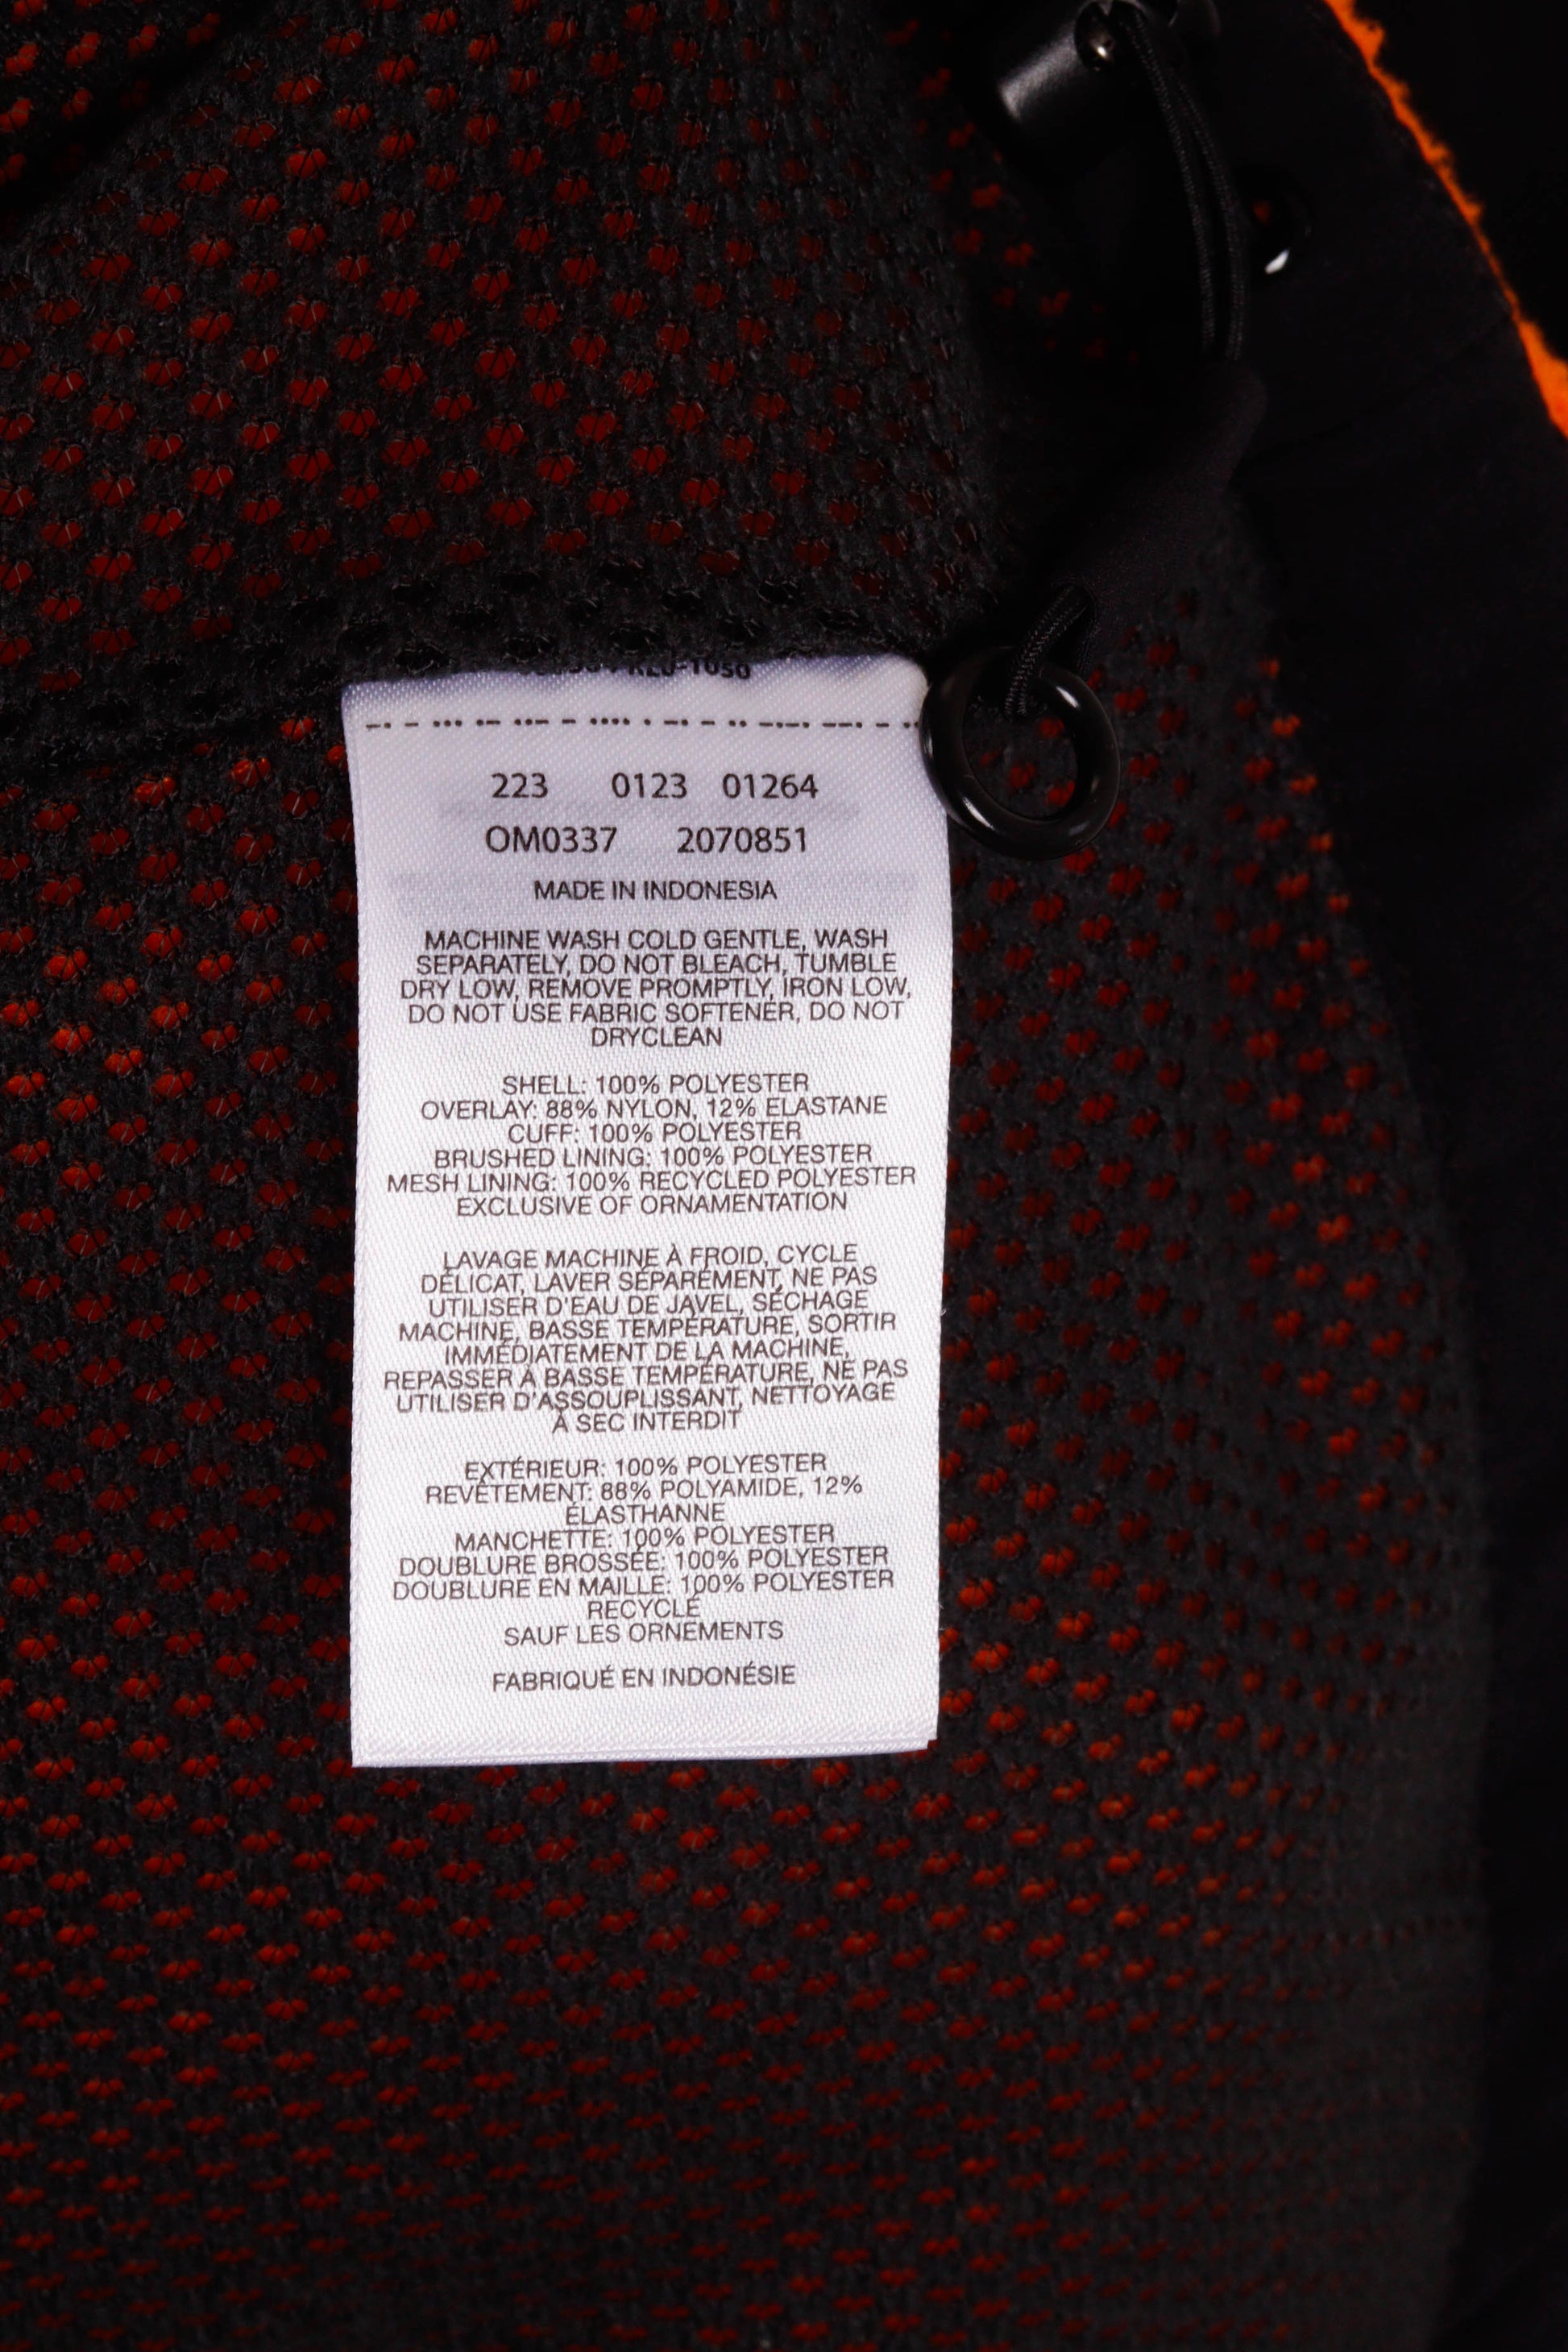 223 0123 01264
OM0337 2070851
MADE IN INDONESIA
MACHINE WASH COLD GENTLE, WASH
SEPARATELY, DO NOT BLEACH, TUMBLE
DRY LOW, REMOVE PROMPTLY, IRON LOW,
DO NOT USE FABRIC SOFTENER, DO NOT
DRYCLEAN
SHELL: 100% POLYESTER
OVERLAY: 88% NYLON, 12% ELASTANE
CUFF: 100% POLYESTER
BRUSHED LINING: 100% POLYESTER
MESH LINING: 100% RECYCLED POLYESTER
EXCLUSIVE OF ORNAMENTATION
LAVAGE MACHINE À FROID, CYCLE
DÉLICAT, LAVER SÉPARÉMENT, NE PAS
UTILISER D'EAU DE JAVEL, SÉCHAGE
MACHINE, BASSE TEMPÉRATURE, SORTIR
IMMÉDIATEMENT DE LA MACHINE,
REPASSER À BASSE TEMPÉRATURE, NE PAS
UTILISER D'ASSOUPLISSANT, NETTOYAGE
À SEC INTERDIT
EXTÉRIEUR: 100% POLYESTER
REVÊTEMENT: 88% POLYAMIDE, 12%
ÉLASTHANNE
MANCHETTE: 100% POLYESTER
DOUBLURE BROSSÉE: 100% POLYESTER
DOUBLURE EN MAILLE: 100% POLYESTER
RECYCLÉ
SAUF LES ORNEMENTS
FABRIQUÉ EN INDONÉSIE